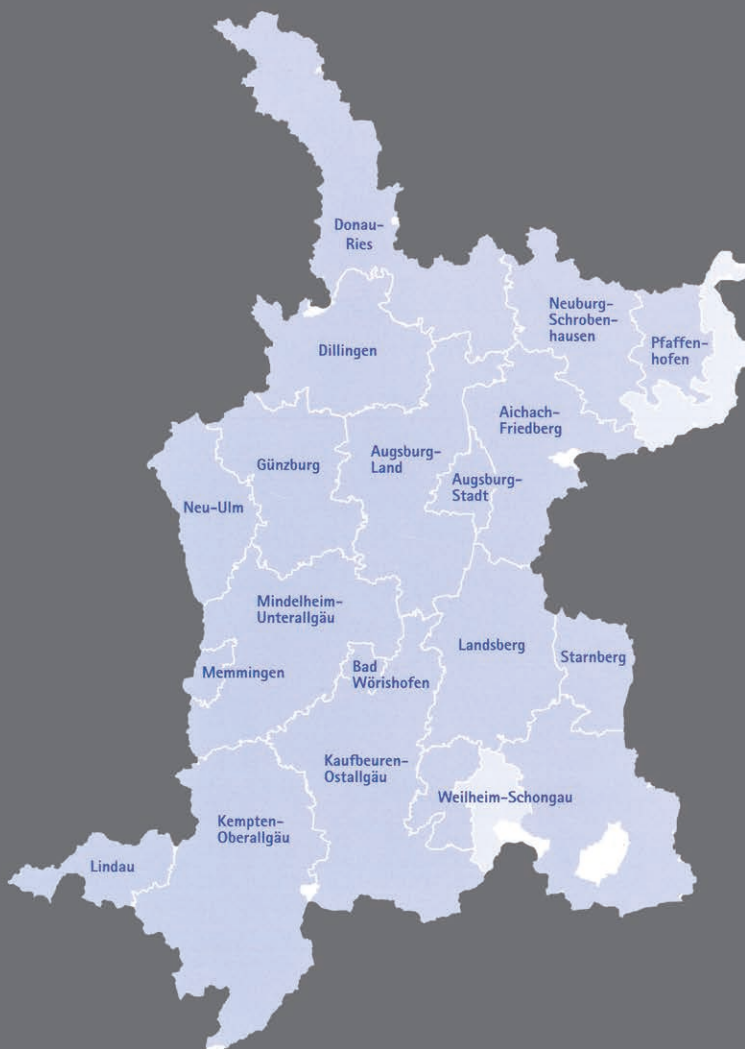 Donau-
Ries
Neuburg-
Schroben-
hausen
Pfaffen-
hofen
Dillingen
Aichach-
Friedberg
Augsburg-
Land
Günzburg
Augsburg-
Stadt
Neu-Ulm
Mindelheim-
Unterallgäu
Landsberg
Starnberg
Memmingen
Bad
Wörishofen
Kaufbeuren-
Ostallgäu
Weilheim-Schongau
Kempten-
Oberallgäu
Lindau